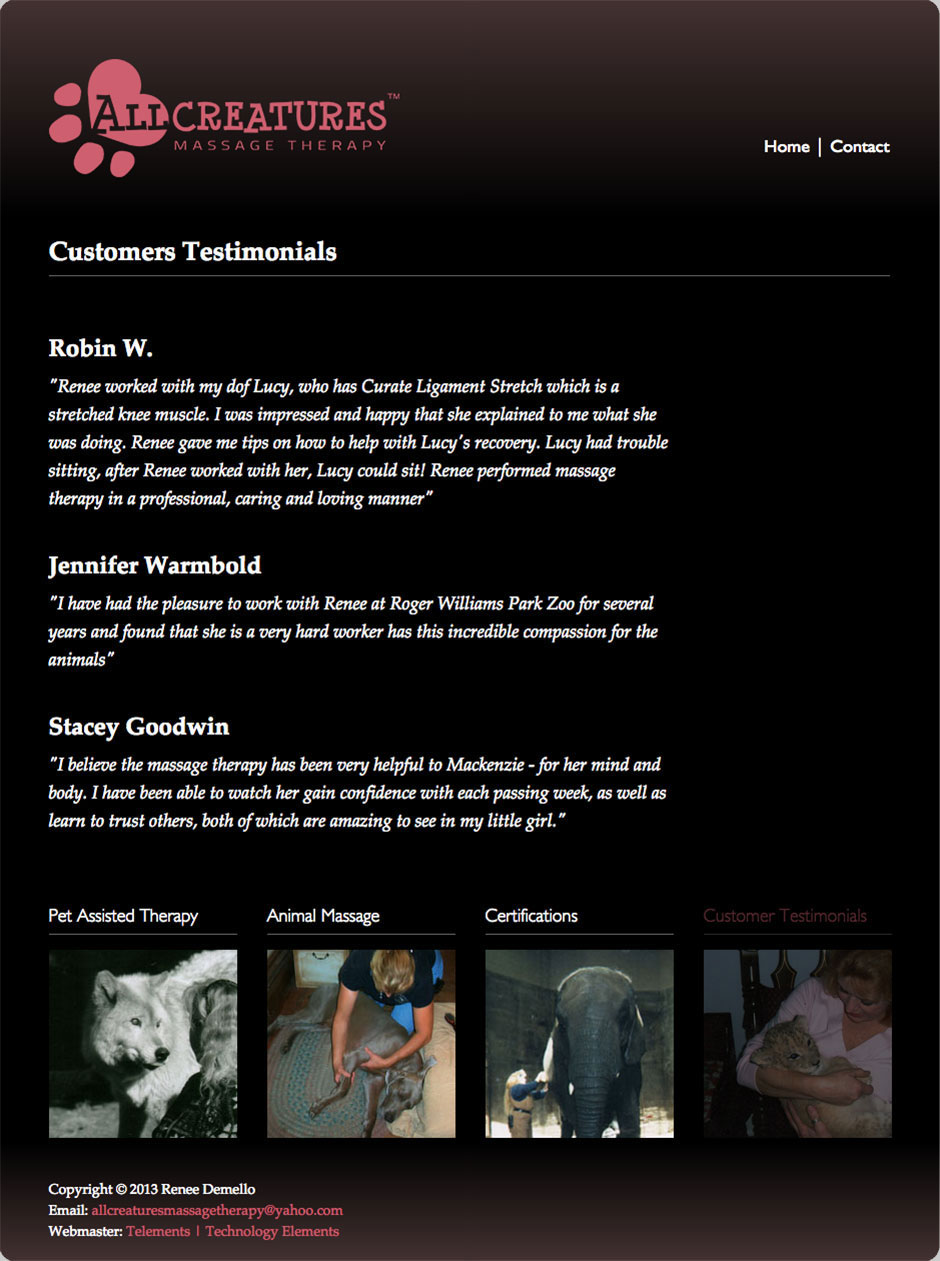 ALL CREATURES™
MASSAGE THERAPY
Home | Contact
Customers Testimonials
Robin W.
"Renee worked with my dof Lucy, who has Curate Ligament Stretch which is a
stretched knee muscle. I was impressed and happy that she explained to me what she
was doing. Renee gave me tips on how to help with Lucy's recovery. Lucy had trouble
sitting, after Renee worked with her, Lucy could sit! Renee performed massage
therapy in a professional, caring and loving manner"
Jennifer Warmbold
"I have had the pleasure to work with Renee at Roger Williams Park Zoo for several
years and found that she is a very hard worker has this incredible compassion for the
animals"
Stacey Goodwin
"I believe the massage therapy has been very helpful to Mackenzie - for her mind and
body. I have been able to watch her gain confidence with each passing week, as well as
learn to trust others, both of which are amazing to see in my little girl."
Pet Assisted Therapy
Animal Massage
Certifications
Customer Testimonials
Copyright © 2013 Renee Demello
Email: allcreaturesmassagetherapy@yahoo.com
Webmaster: Telements | Technology Elements